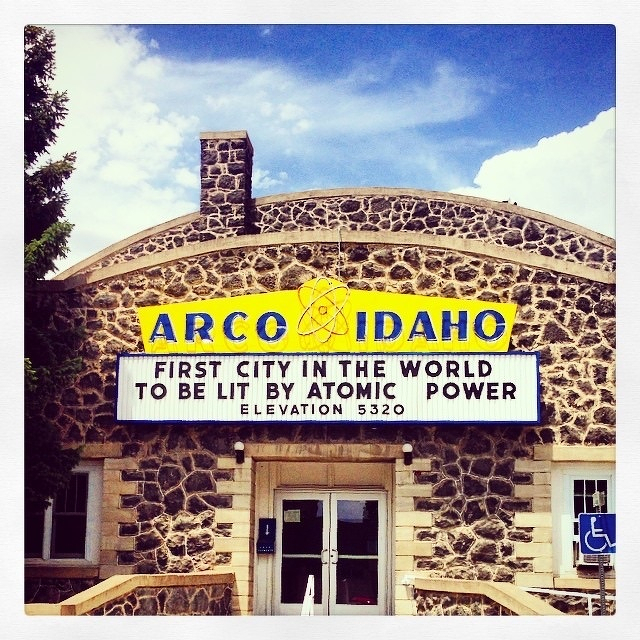 ARCO IDAHO
FIRST CITY IN THE WORLD
TO BE LIT BY ATOMIC POWER
ELEVATION 5320